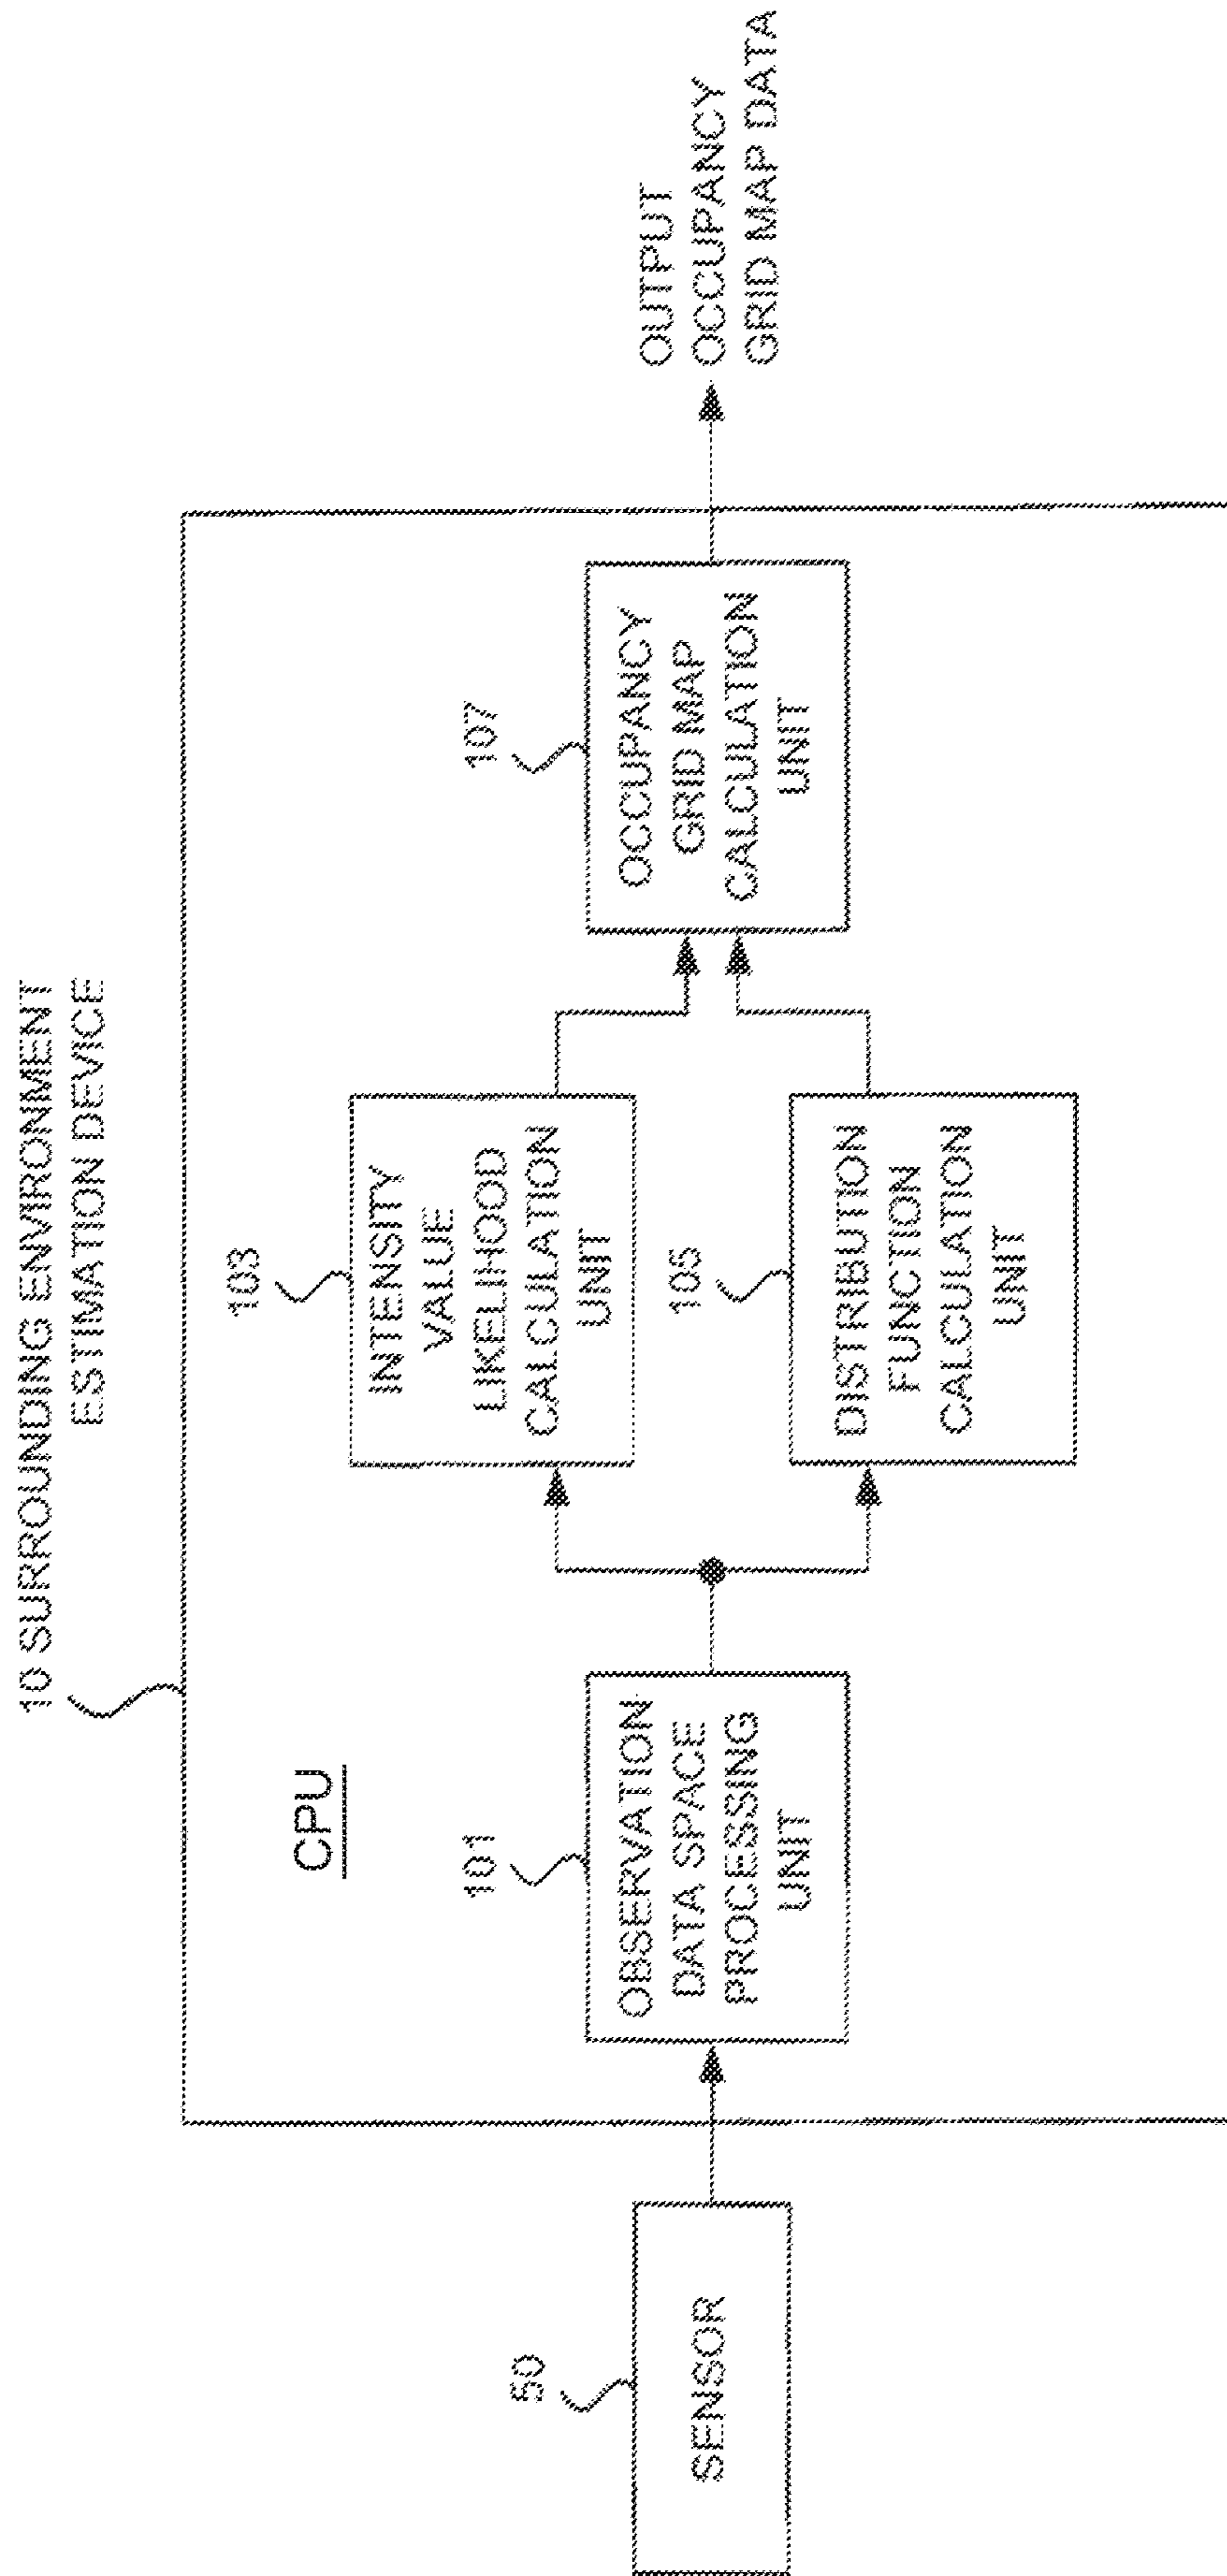 10 SURROUNDING ENVIRONMENT
ESTIMATION DEVICE
CPU
50
SENSOR
101
OBSERVATION
DATA SPACE
PROCESSING
UNIT
103
INTENSITY
VALUE
LIKELIHOOD
CALCULATION
UNIT
105
DISTRIBUTION
FUNCTION
CALCULATION
UNIT
107
OCCUPANCY
GRID MAP
CALCULATION
UNIT
OUTPUT
OCCUPANCY
GRID MAP DATA